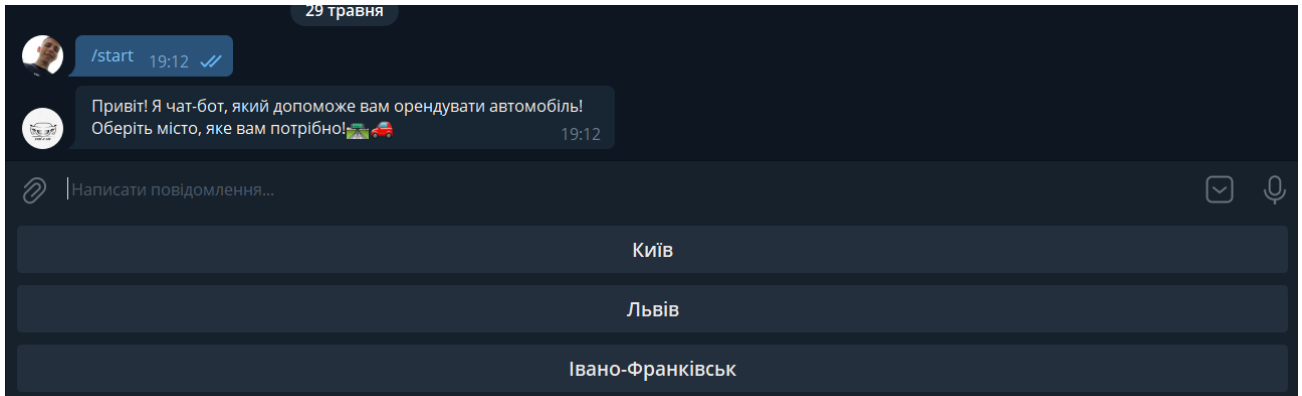 29 травня
/start 19:12
Привіт! Я чат-бот, який допоможе вам орендувати автомобіль!
Оберіть місто, яке вам потрібно!🛣️🚗 19:12
Написати повідомлення...
Київ
Львів
Івано-Франківськ